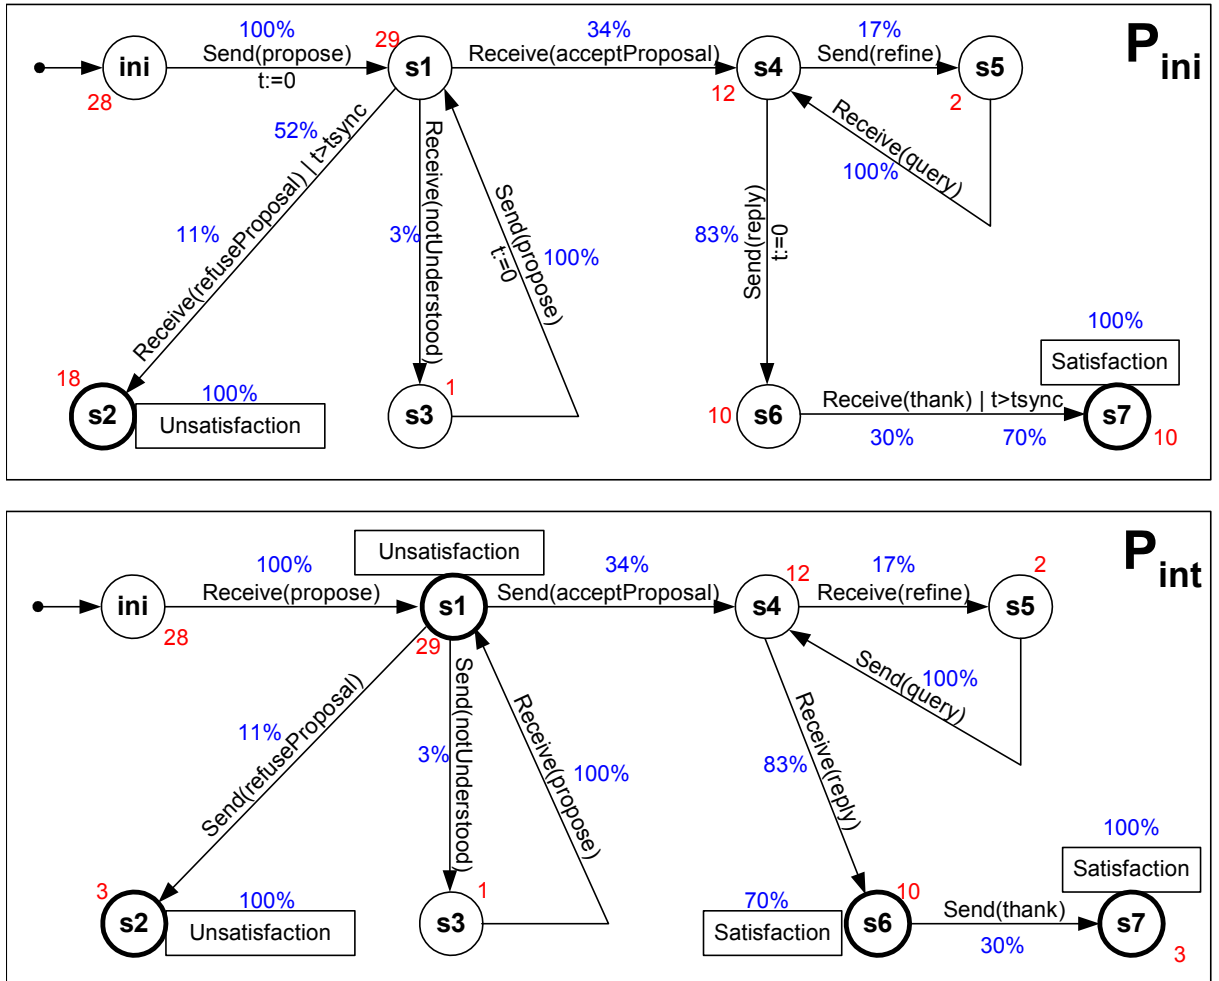 100%
34%
17%
P ini
29
Send(propose)
Receive(acceptProposal)
Send(refine)
ini
s1
s4
s5
t:=0
28
12
2
52%
Receive(refuseProposal) | t>tsync
11%
Receive(notUnderstood)
3%
Send(propose)
t:=0
100%
Receive(query)
100%
83%
Send(reply)
t:=0
100%
Satisfaction
18
100%
1
s2
Unsatisfaction
s3
10
s6
Receive(thank) | t>tsync
30%
70%
s7
10
Unsatisfaction
P int
100%
34%
17%
12
2
Receive(propose)
Send(acceptProposal)
Receive(refine)
ini
s1
s4
s5
28
29
Send(refuseProposal)
11%
Send(notUnderstood)
3%
Receive(propose)
100%
Send(query)
100%
Receive(reply)
83%
100%
Satisfaction
3
100%
1
70%
10
s2
Unsatisfaction
s3
Satisfaction
s6
Send(thank)
30%
s7
3